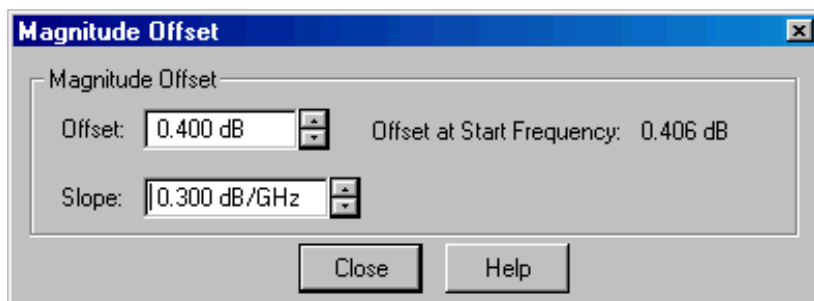 Magnitude Offset
Magnitude Offset
Offset: 0.400 dB Offset at Start Frequency: 0.406 dB
Slope: 0.300 dB/GHz
Close Help